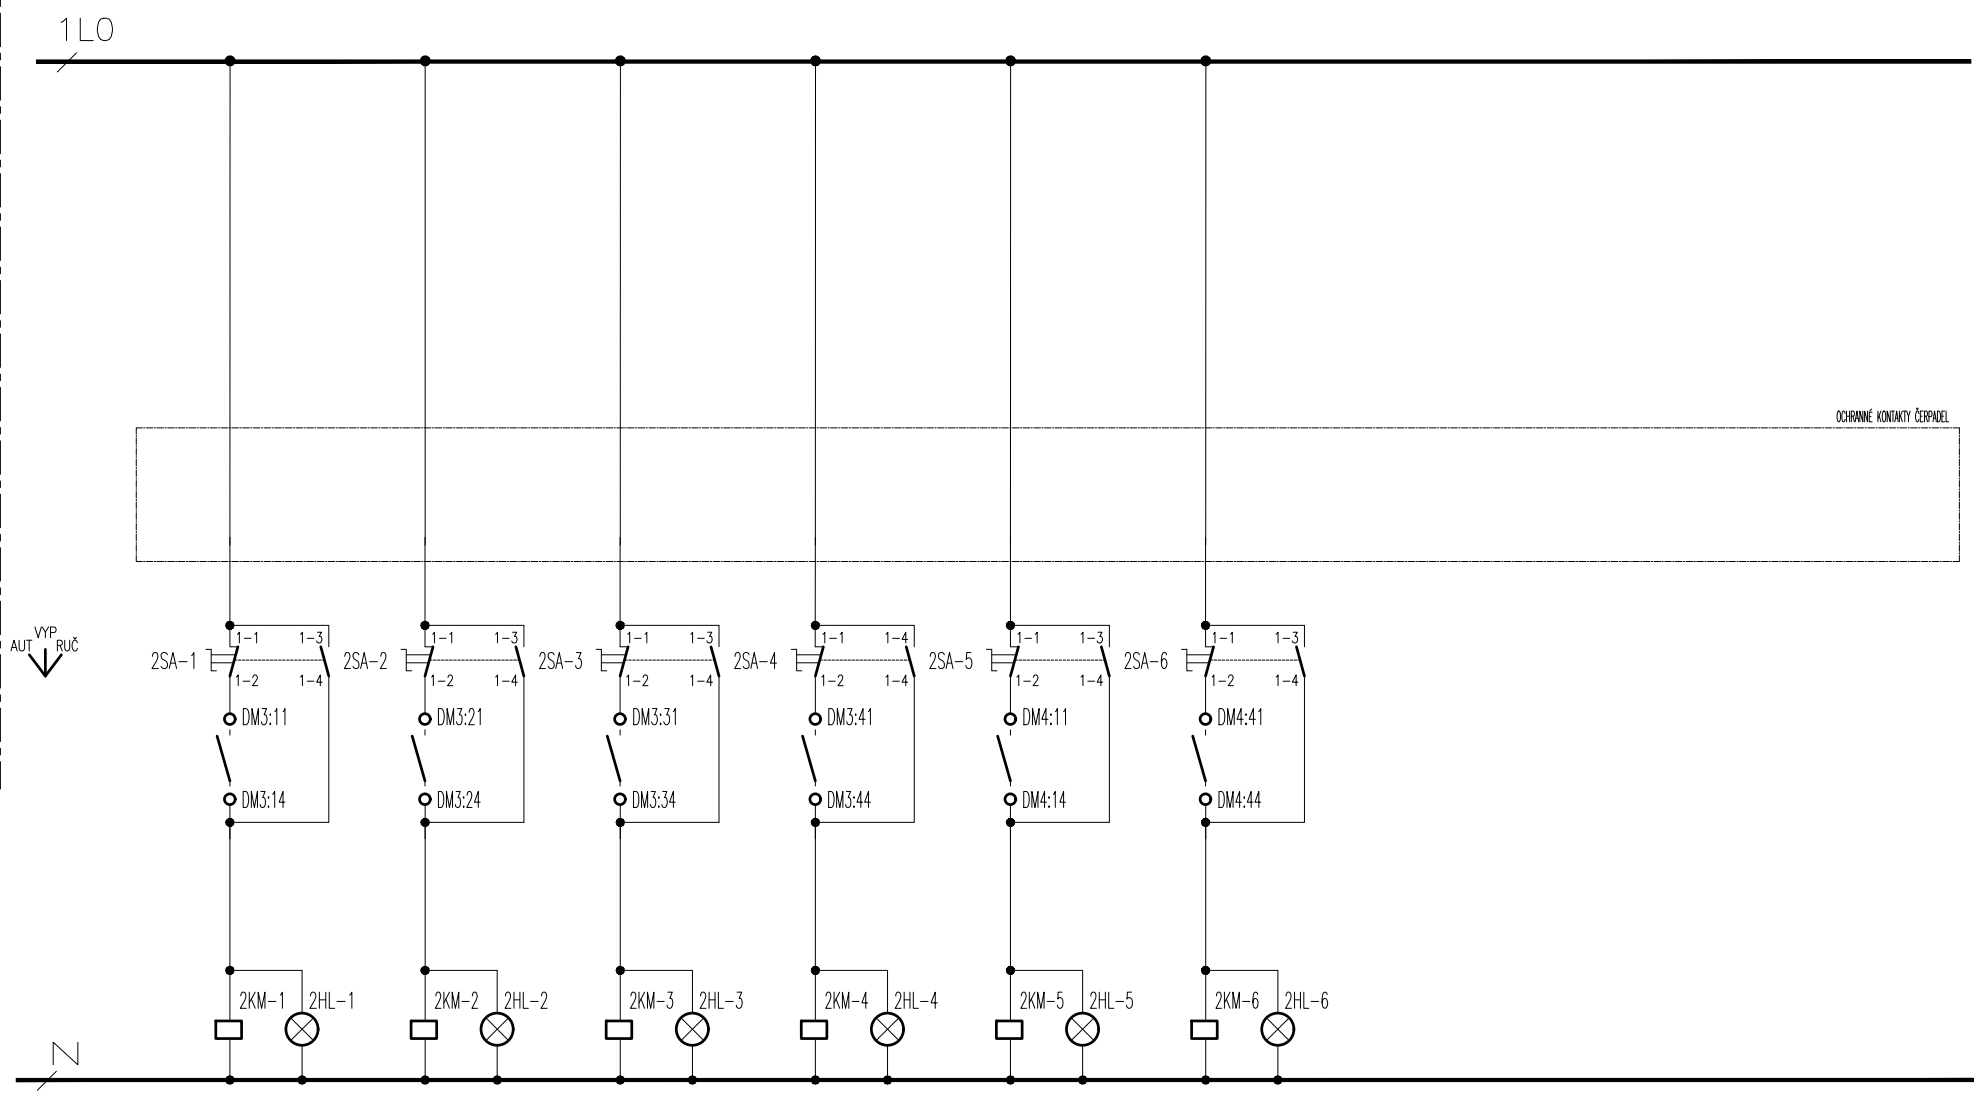 1L0
OCHRANNÉ KONTAKTY ČERPADEL
VYP
AUT RUČ
1-1 1-3 1-1 1-3 1-1 1-3 1-1 1-4 1-1 1-3 1-1 1-3
2SA-1 2SA-2 2SA-3 2SA-4 2SA-5 2SA-6
1-2 1-4 1-2 1-4 1-2 1-4 1-2 1-4 1-2 1-4 1-2 1-4
DM3:11 DM3:21 DM3:31 DM3:41 DM4:11 DM4:41
DM3:14 DM3:24 DM3:34 DM3:44 DM4:14 DM4:44
2KM-1 2HL-1 2KM-2 2HL-2 2KM-3 2HL-3 2KM-4 2HL-4 2KM-5 2HL-5 2KM-6 2HL-6
N